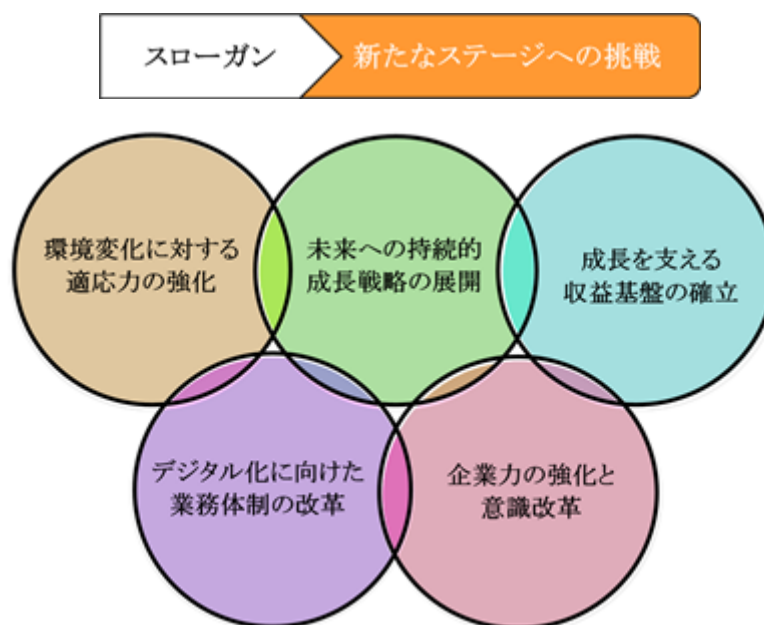 スローガン
新たなステージへの挑戦
環境変化に対する
適応力の強化
未来への持続的
成長戦略の展開
成長を支える
収益基盤の確立
デジタル化に向けた
業務体制の改革
企業力の強化と
意識改革